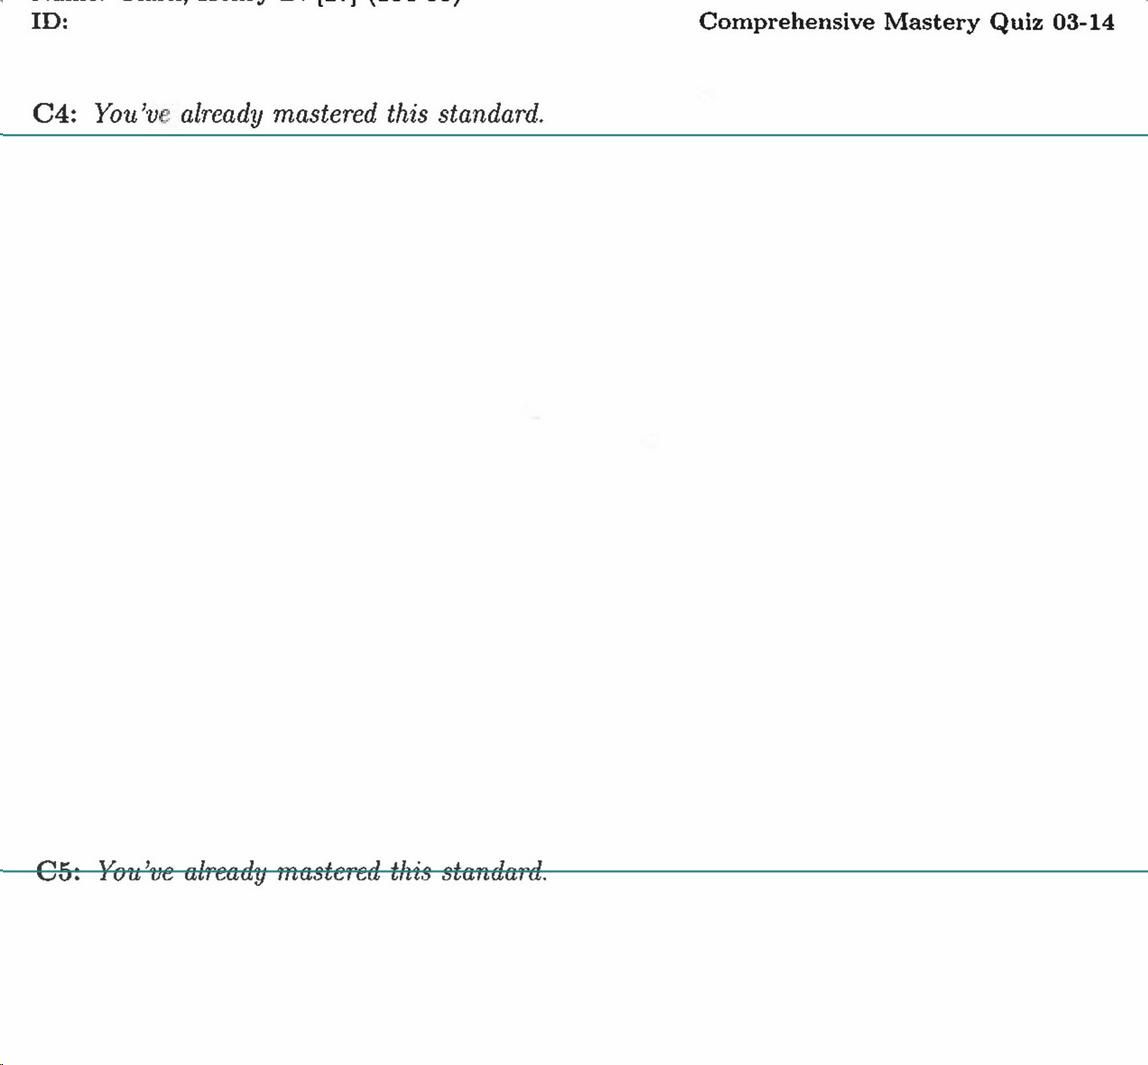 ID:
Comprehensive Mastery Quiz 03-14
C4: You've already mastered this standard.
C5: You've already mastered this standard.